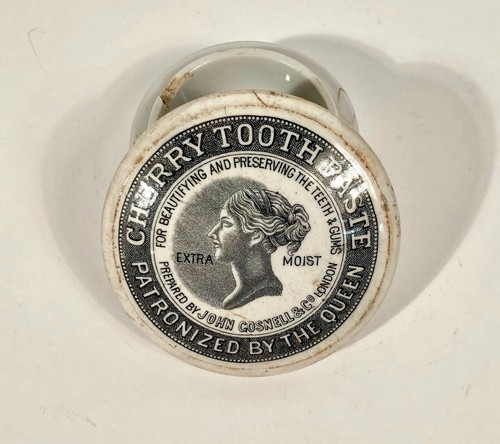 CHERRY TOOTH PASTE
PATRONIZED BY THE QUEEN
FOR BEAUTIFYING AND PRESERVING THE TEETH & GUMS
PREPARED BY JOHN GOSNELL & Co LONDON
EXTRA MOIST